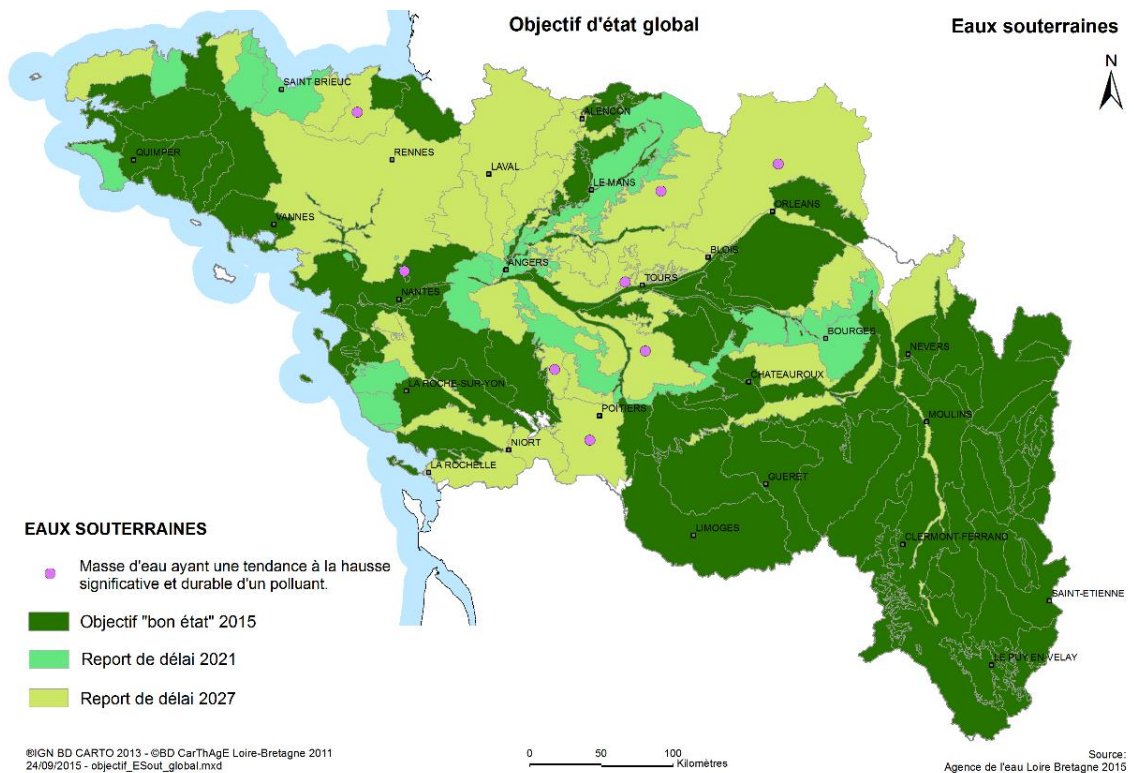 Objectif d'état global
Eaux souterraines
N
SAINT BRIEUC
ALENCON
QUIMPER
RENNES
LAVAL
LE MANS
ORLEANS
VANNES
BLOIS
ANGERS
TOURS
NANTES
BOURGES
NEVERS
CHATEAUROUX
LA ROCHE-SUR-YON
POITIERS
MOULINS
NIORT
LA ROCHELLE
GUERET
LIMOGES
CLERMONT-FERRAND
SAINT-ETIENNE
LE PUY-EN-VELAY
EAUX SOUTERRAINES
Masse d'eau ayant une tendance à la hausse
significative et durable d'un polluant.
Objectif "bon état" 2015
Report de délai 2021
Report de délai 2027
®IGN BD CARTO 2013 - ©BD CarThAgE Loire-Bretagne 2011
24/09/2015 - objectif_ESout_global.mxd
0 50 100
Kilomètres
Source:
Agence de l'eau Loire Bretagne 2015